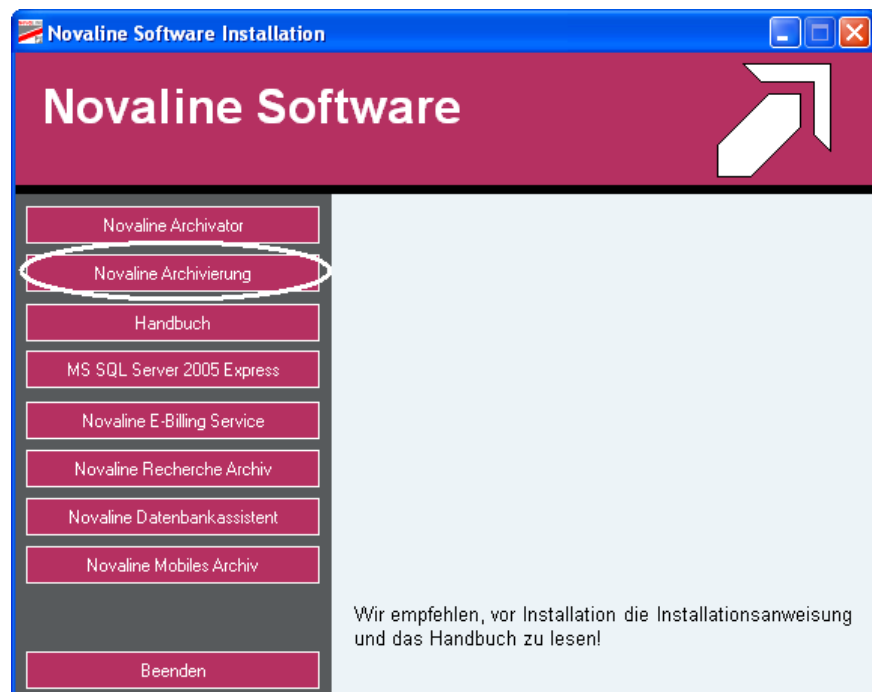 Novaline Software Installation
Novaline Software
Novaline Archivator
Novaline Archivierung
Handbuch
MS SQL Server 2005 Express
Novaline E-Billing Service
Novaline Recherche Archiv
Novaline Datenbankassistent
Novaline Mobiles Archiv
Wir empfehlen, vor Installation die Installationsanweisung
und das Handbuch zu lesen!
Beenden